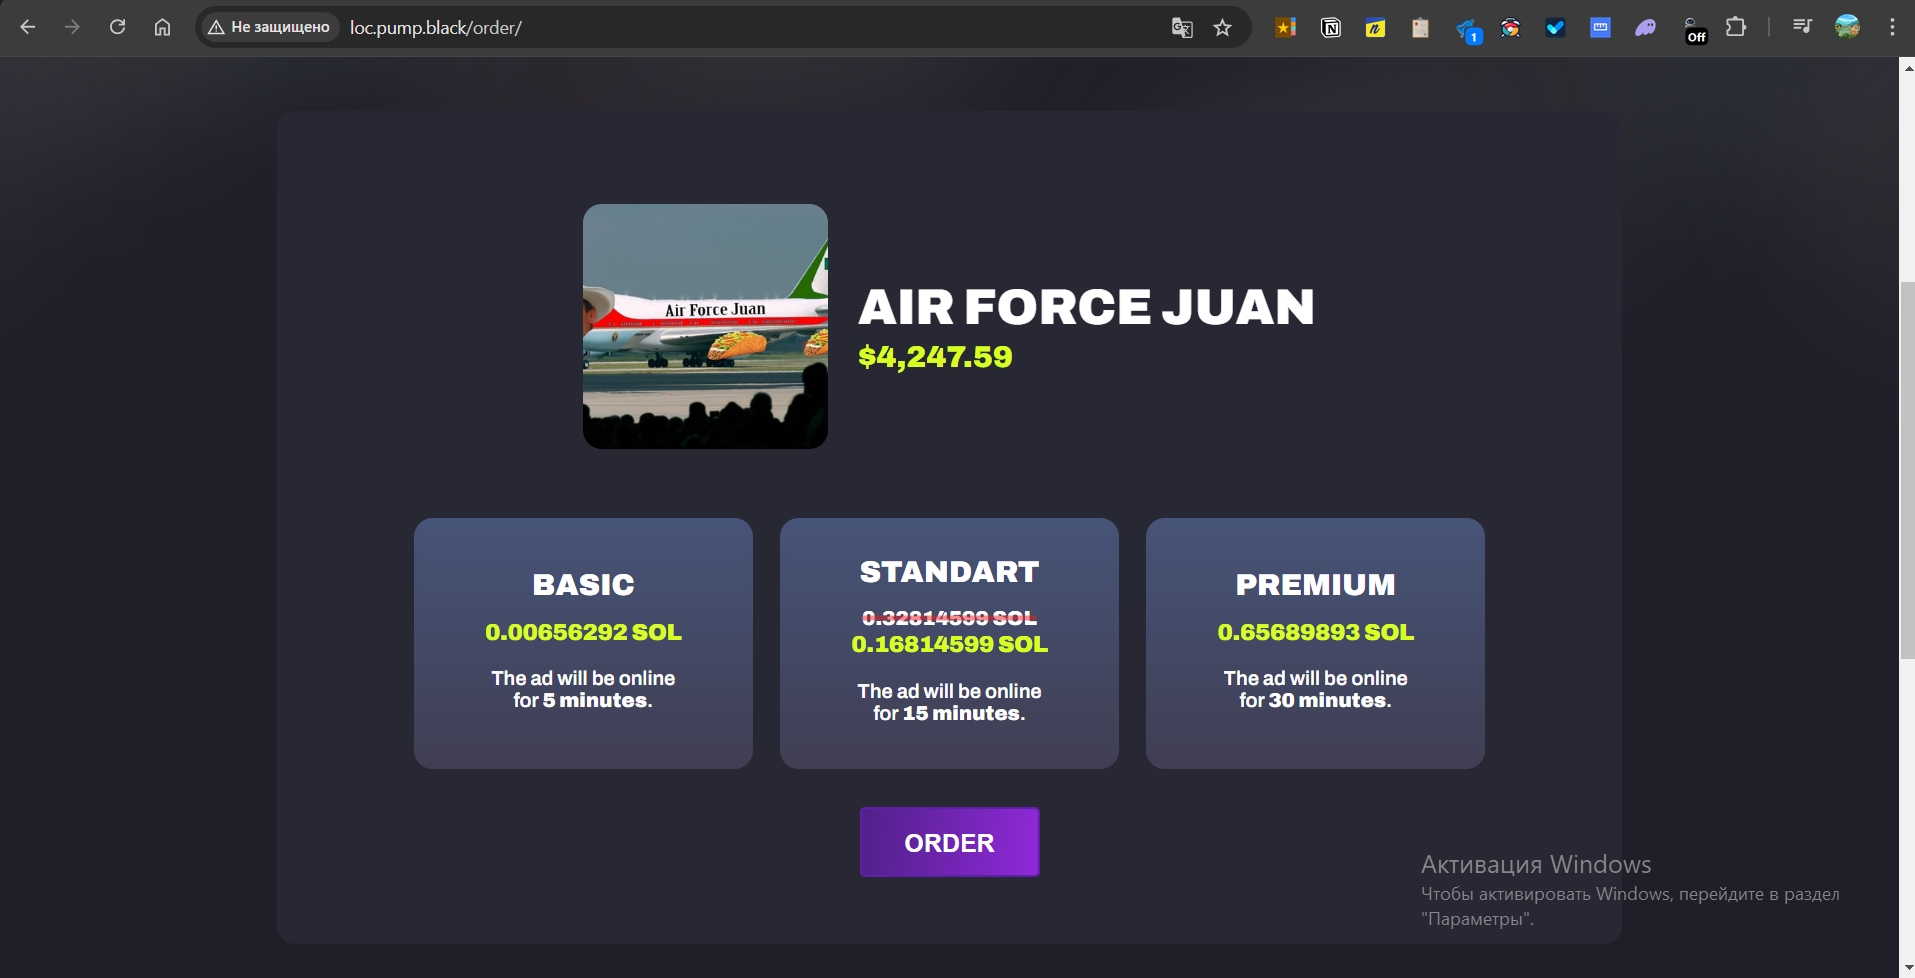 Не защищено
loc.pump.black/order/
1
Off
Air Force Juan
AIR FORCE JUAN
$4,247.59
BASIC
0.00656292 SOL
The ad will be online
for 5 minutes.
STANDART
0.32814599 SOL
0.16814599 SOL
The ad will be online
for 15 minutes.
PREMIUM
0.65689893 SOL
The ad will be online
for 30 minutes.
ORDER
Активация Windows
Чтобы активировать Windows, перейдите в раздел
"Параметры".